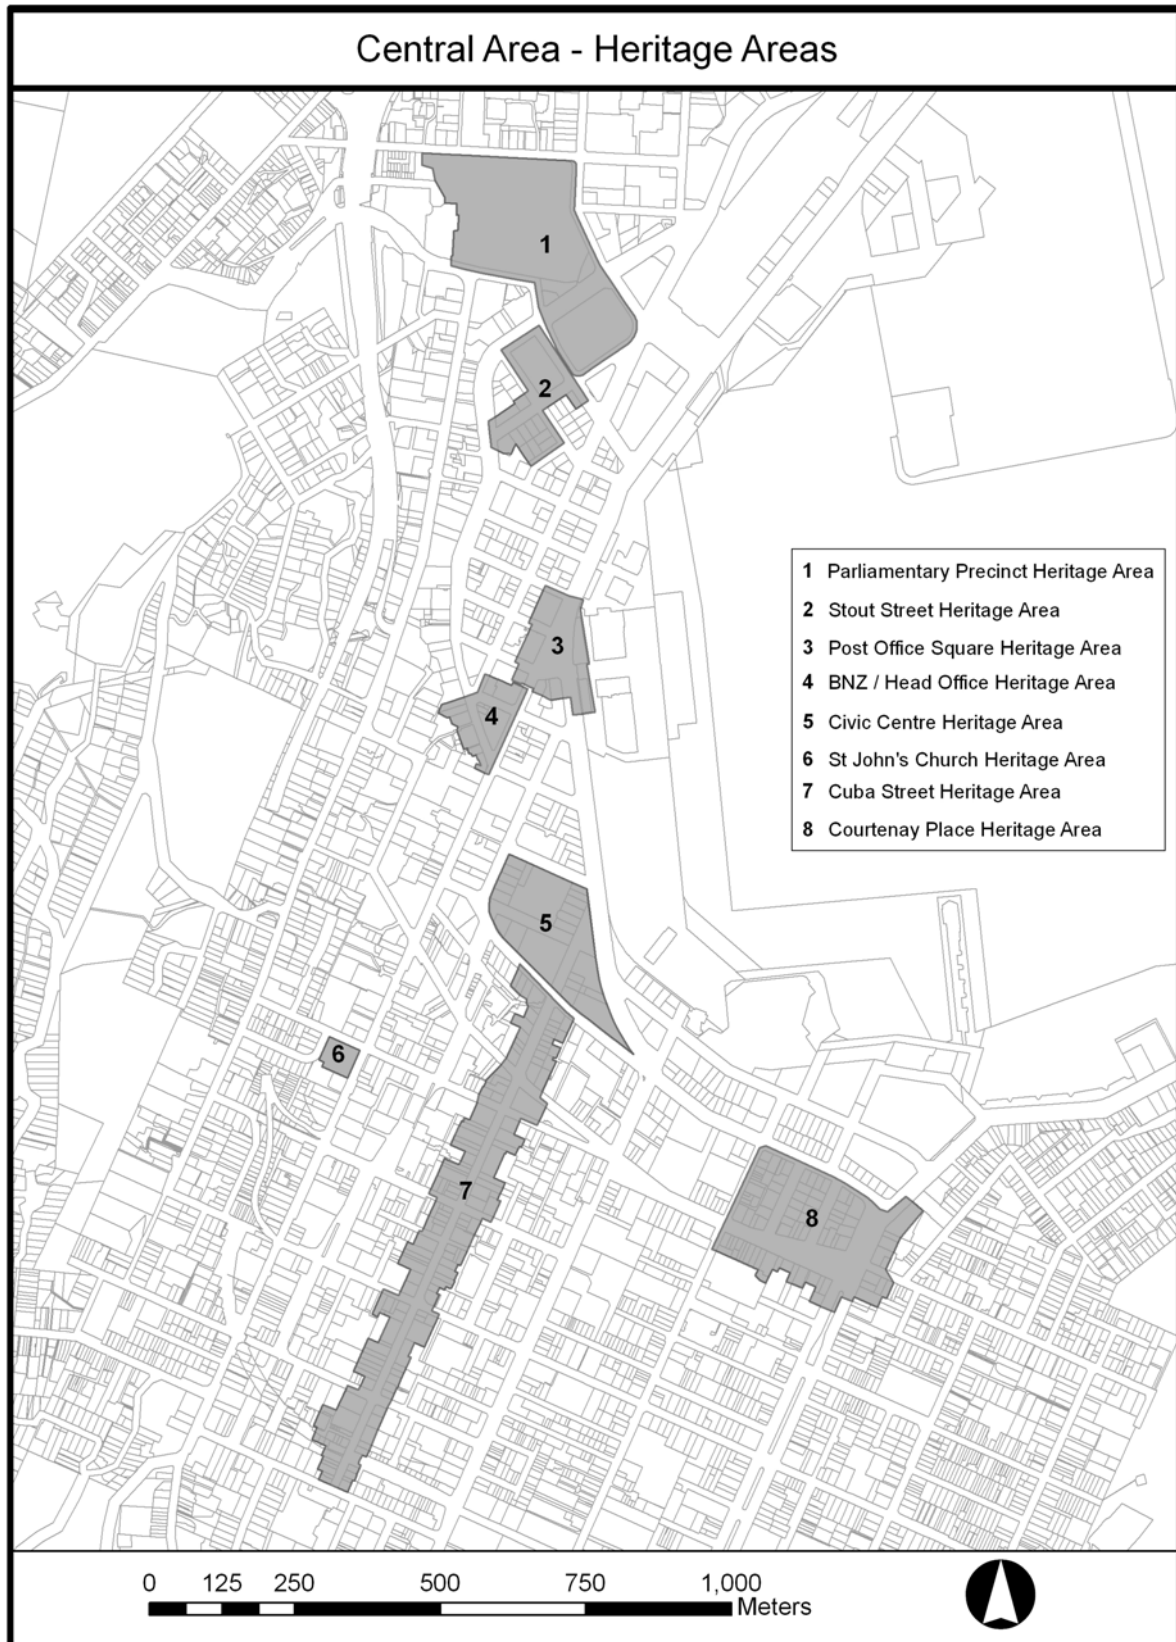 Central Area - Heritage Areas
1
2
3
4
5
6
7
8
1 Parliamentary Precinct Heritage Area
2 Stout Street Heritage Area
3 Post Office Square Heritage Area
4 BNZ / Head Office Heritage Area
5 Civic Centre Heritage Area
6 St John's Church Heritage Area
7 Cuba Street Heritage Area
8 Courtenay Place Heritage Area
0 125 250 500 750 1,000
Meters